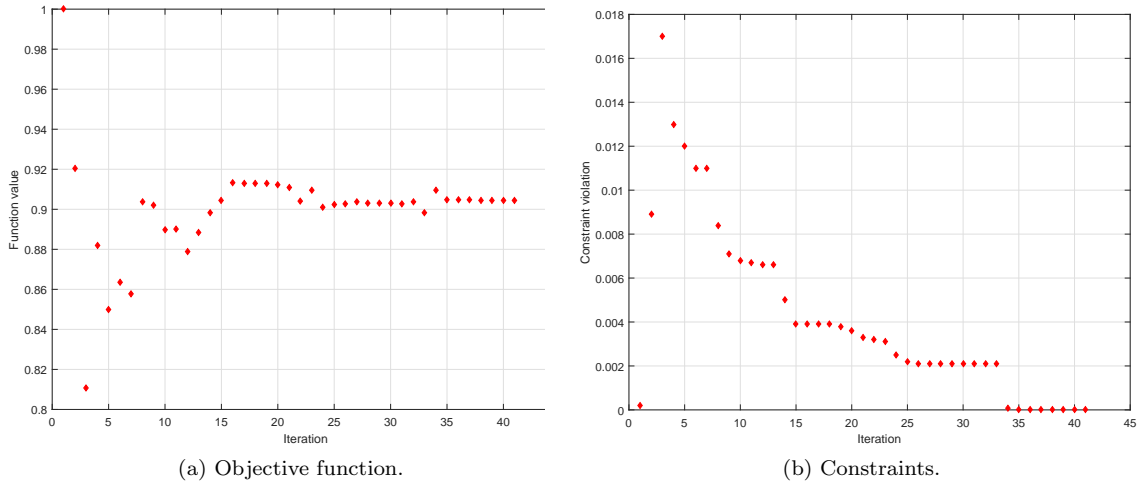 1
0.98
0.96
0.94
0.92
0.9
0.88
0.86
0.84
0.82
0.8
Function value
0 5 10 15 20 25 30 35 40
Iteration
(a) Objective function.
0.018
0.016
0.014
0.012
0.01
0.008
0.006
0.004
0.002
0
Constraint violation
0 5 10 15 20 25 30 35 40 45
Iteration
(b) Constraints.